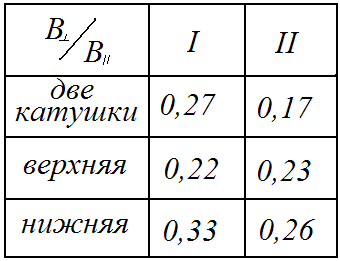 B⊥/B∥ I II
две катушки 0,27 0,17
верхняя 0,22 0,23
нижняя 0,33 0,26